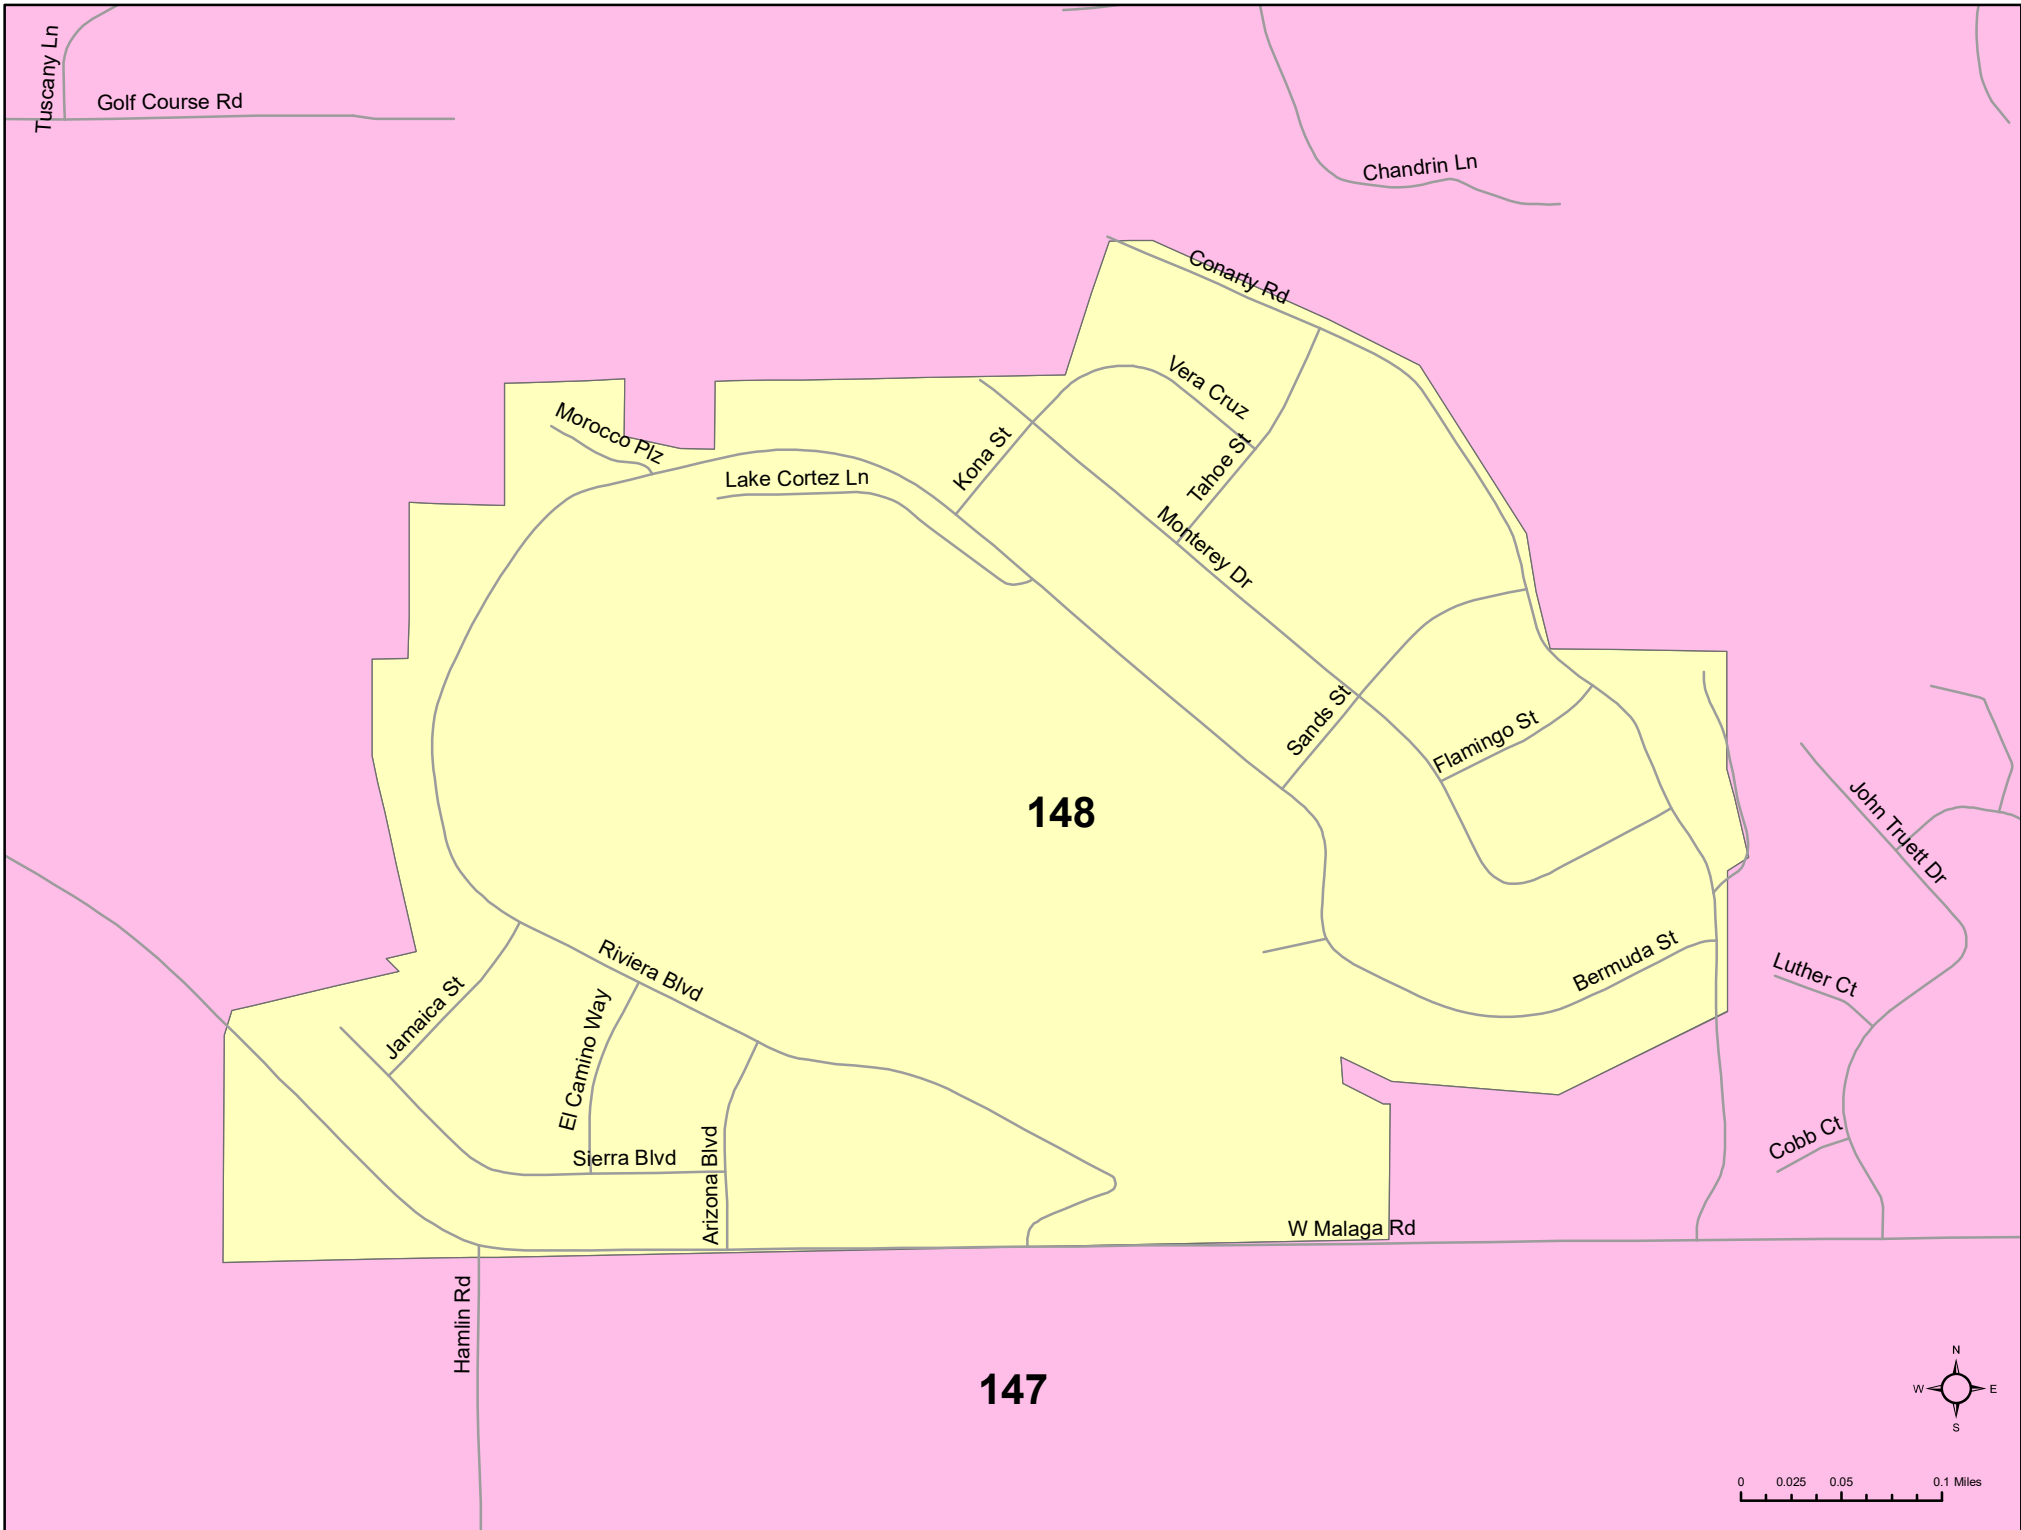 Tuscany Ln
Golf Course Rd
Chandrin Ln
Conarty Rd
Vera Cruz
Morocco Plz
Kona St
Tahoe St
Lake Cortez Ln
Monterey Dr
Sands St
Flamingo St
148
John Truett Dr
Riviera Blvd
Bermuda St
Luther Ct
Jamaica St
El Camino Way
Cobb Ct
Sierra Blvd
Arizona Blvd
W Malaga Rd
Hamlin Rd
147
N
W E
S
0 0.025 0.05 0.1 Miles